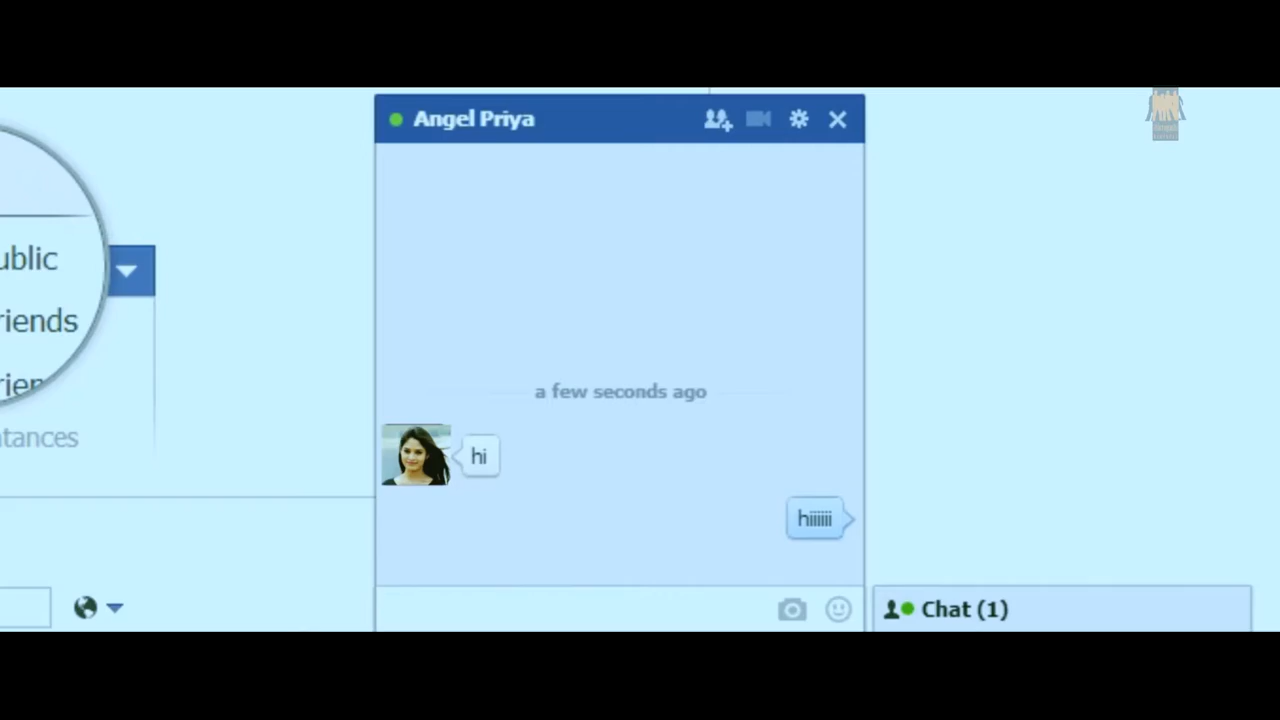 Angel Priya
ublic
riends
rien
tances
a few seconds ago
hi
hiiiiii
Chat (1)